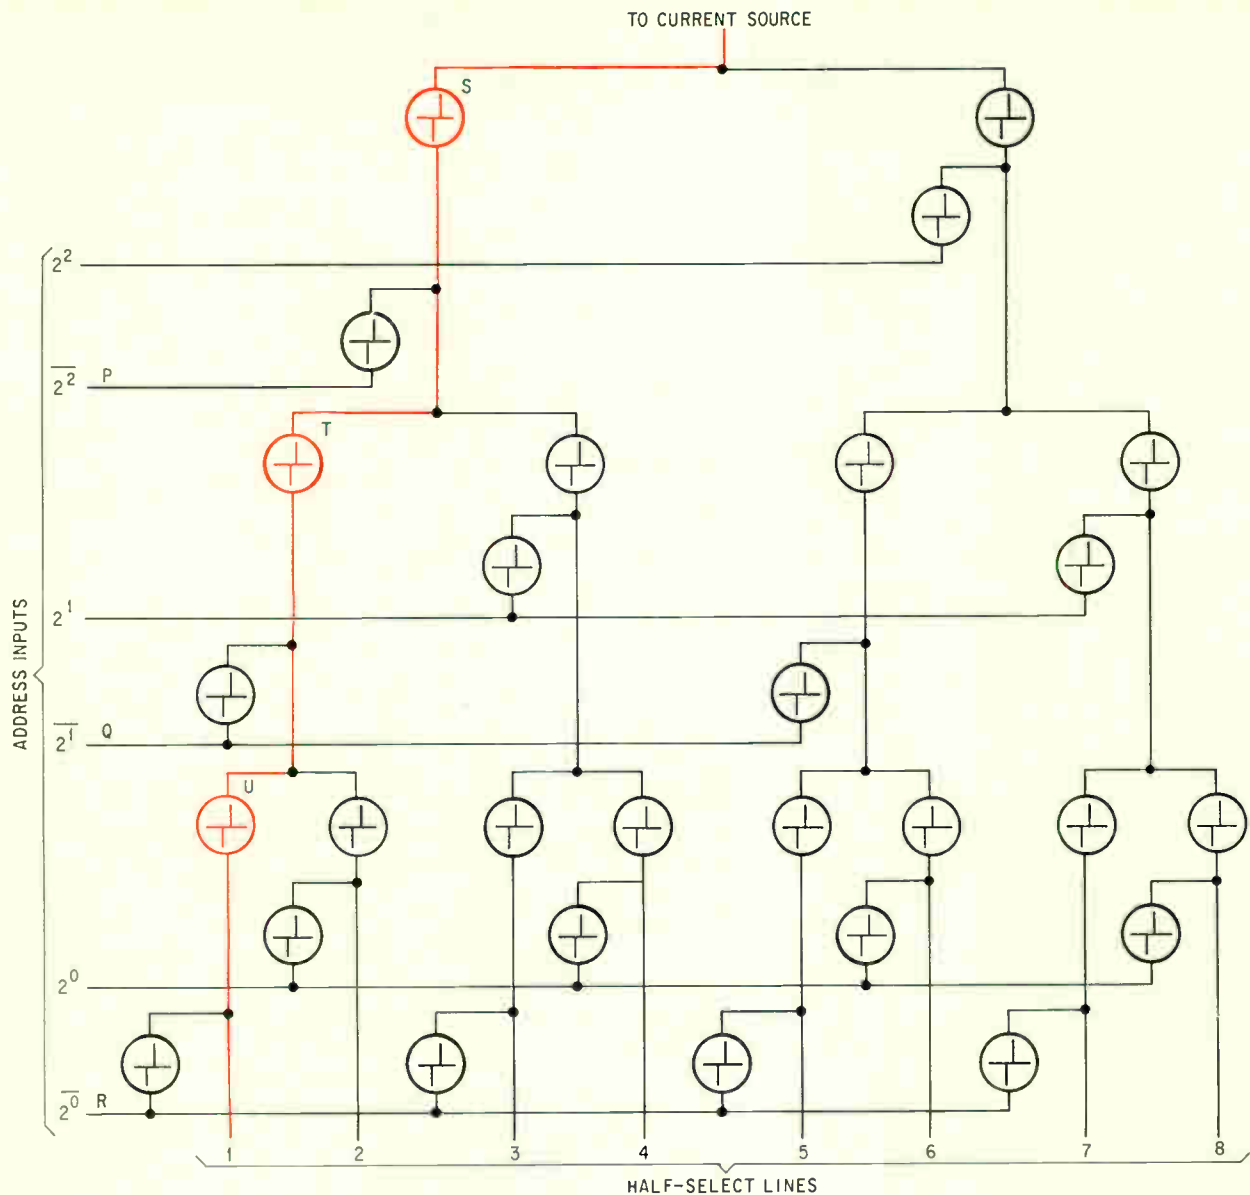 TO CURRENT SOURCE
S
2²
P
2̅²̅
T
2¹
ADDRESS INPUTS
2̅¹̅ Q
U
2⁰
2̅⁰̅ R
1 2 3 4 5 6 7 8
HALF-SELECT LINES